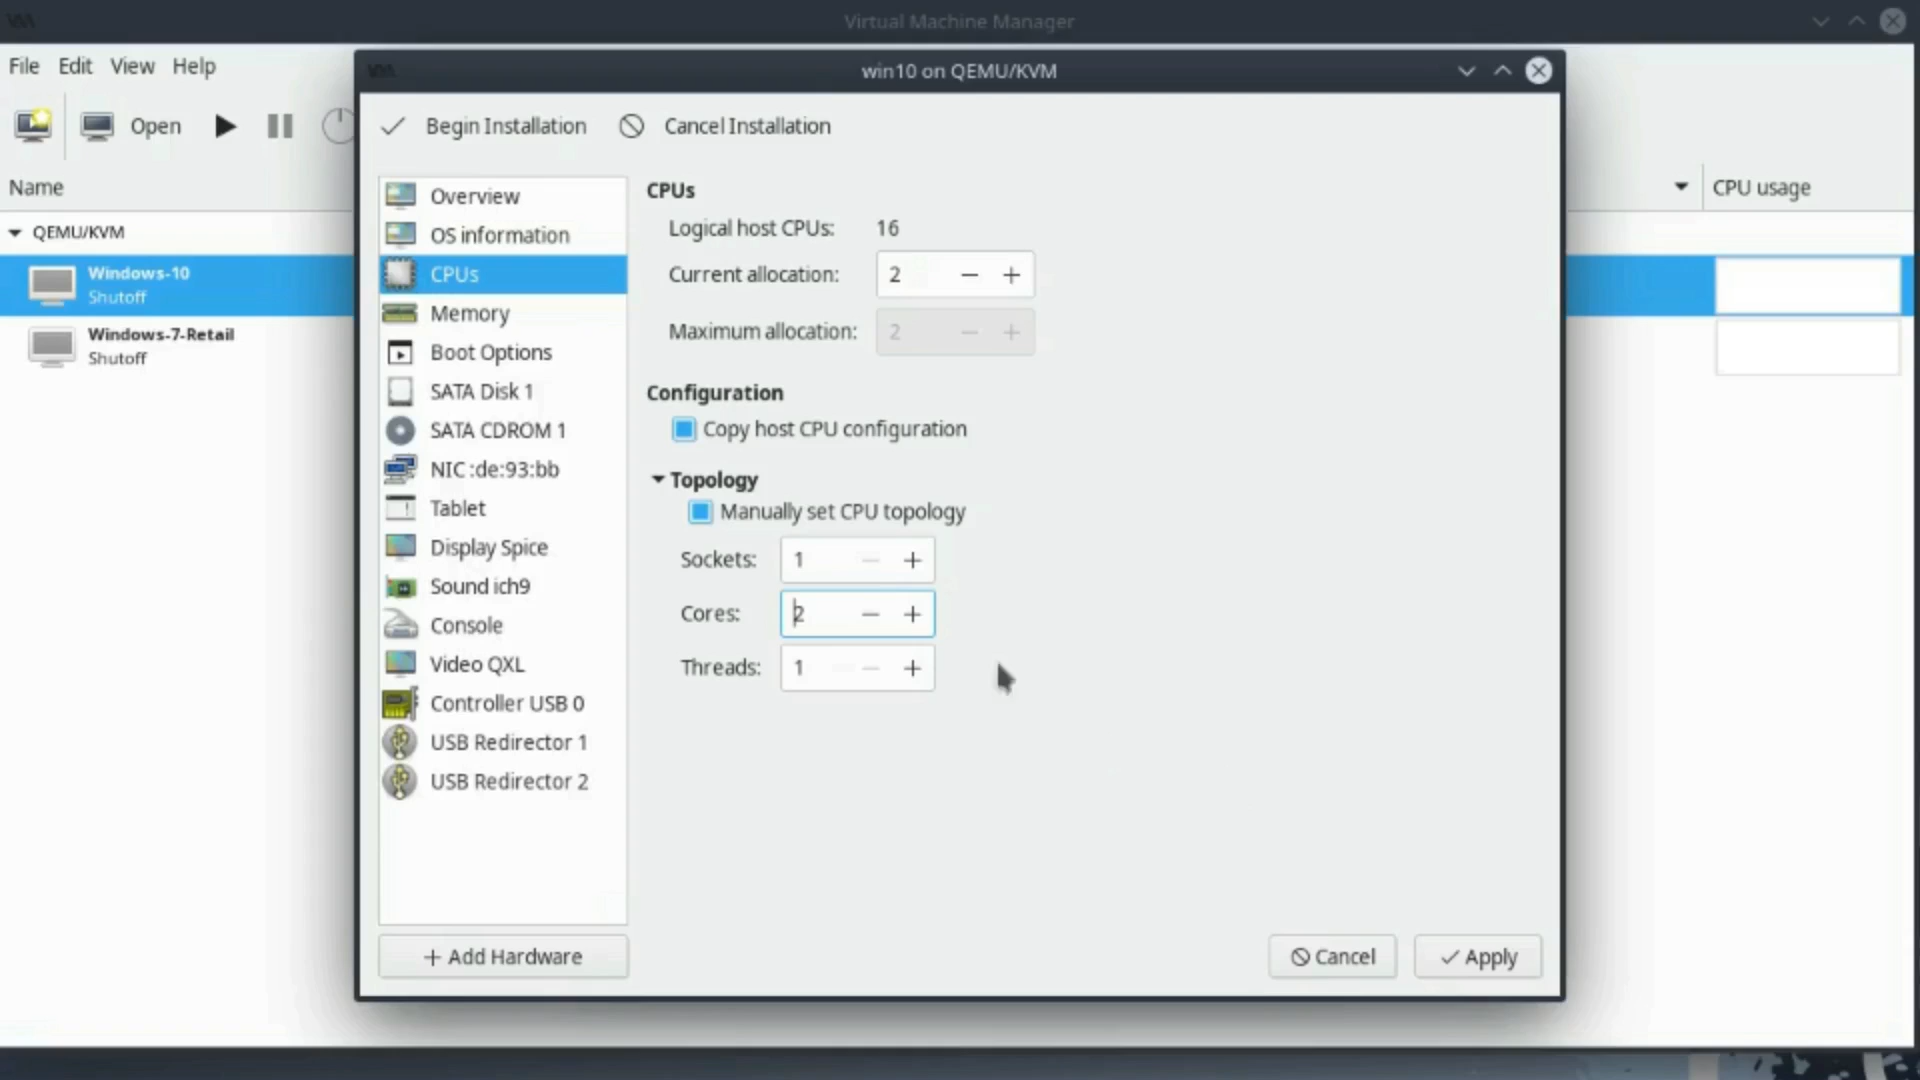 Virtual Machine Manager
File Edit View Help
win10 on QEMU/KVM
Open
Begin Installation
Cancel Installation
Name
CPU usage
QEMU/KVM
Windows-10
Shutoff
Windows-7-Retail
Shutoff
Overview
OS information
CPUs
Memory
Boot Options
SATA Disk 1
SATA CDROM 1
NIC :de:93:bb
Tablet
Display Spice
Sound ich9
Console
Video QXL
Controller USB 0
USB Redirector 1
USB Redirector 2
Add Hardware
CPUs
Logical host CPUs: 16
Current allocation: 2
Maximum allocation: 2
Configuration
Copy host CPU configuration
Topology
Manually set CPU topology
Sockets: 1
Cores: 2
Threads: 1
Cancel
Apply